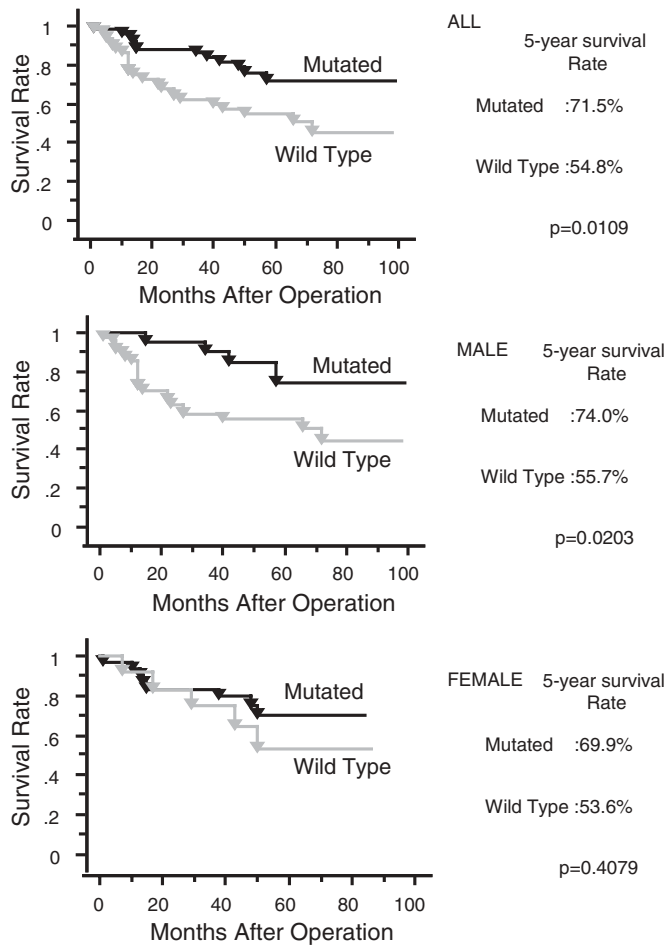 ALL
5-year survival
Rate
Survival Rate
1
.8
.6
.4
.2
0
Mutated
Wild Type
Mutated :71.5%
Wild Type :54.8%
p=0.0109
0 20 40 60 80 100
Months After Operation
MALE 5-year survival
Rate
Survival Rate
1
.8
.6
.4
.2
0
Mutated
Wild Type
Mutated :74.0%
Wild Type :55.7%
p=0.0203
0 20 40 60 80 100
Months After Operation
FEMALE 5-year survival
Rate
Survival Rate
1
.8
.6
.4
.2
0
Mutated
Wild Type
Mutated :69.9%
Wild Type :53.6%
p=0.4079
0 20 40 60 80 100
Months After Operation